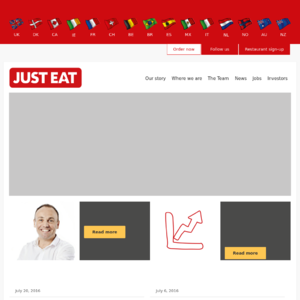 UK DK CA IE FR CH BE BR ES MX IT NL NO AU NZ
Order now Follow us Restaurant sign up
JUST EAT
Our story Where we are The Team News Jobs Investors
Read more
Read more
July 20, 2016 July 6, 2016